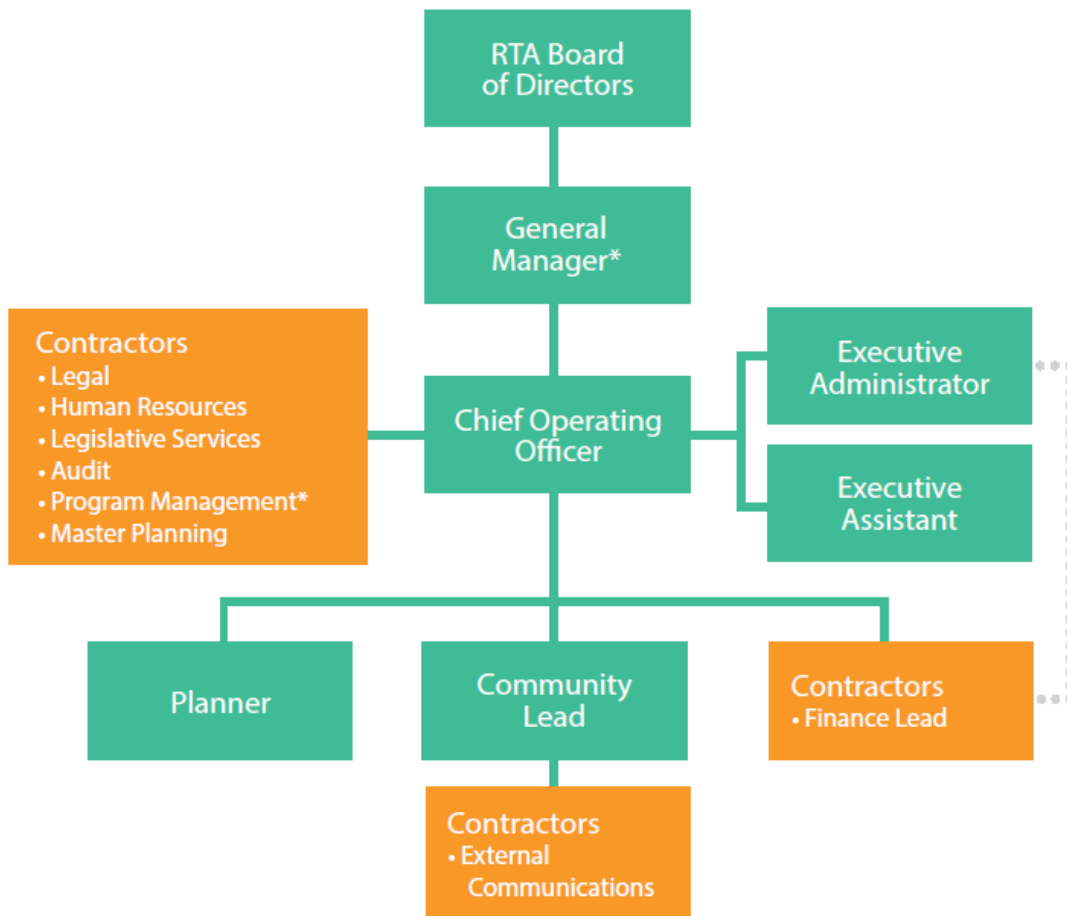 RTA Board
of Directors
General
Manager*
Contractors
• Legal
• Human Resources
• Legislative Services
• Audit
• Program Management*
• Master Planning
Chief Operating
Officer
Executive
Administrator
Executive
Assistant
Planner
Community
Lead
Contractors
• Finance Lead
Contractors
• External
Communications